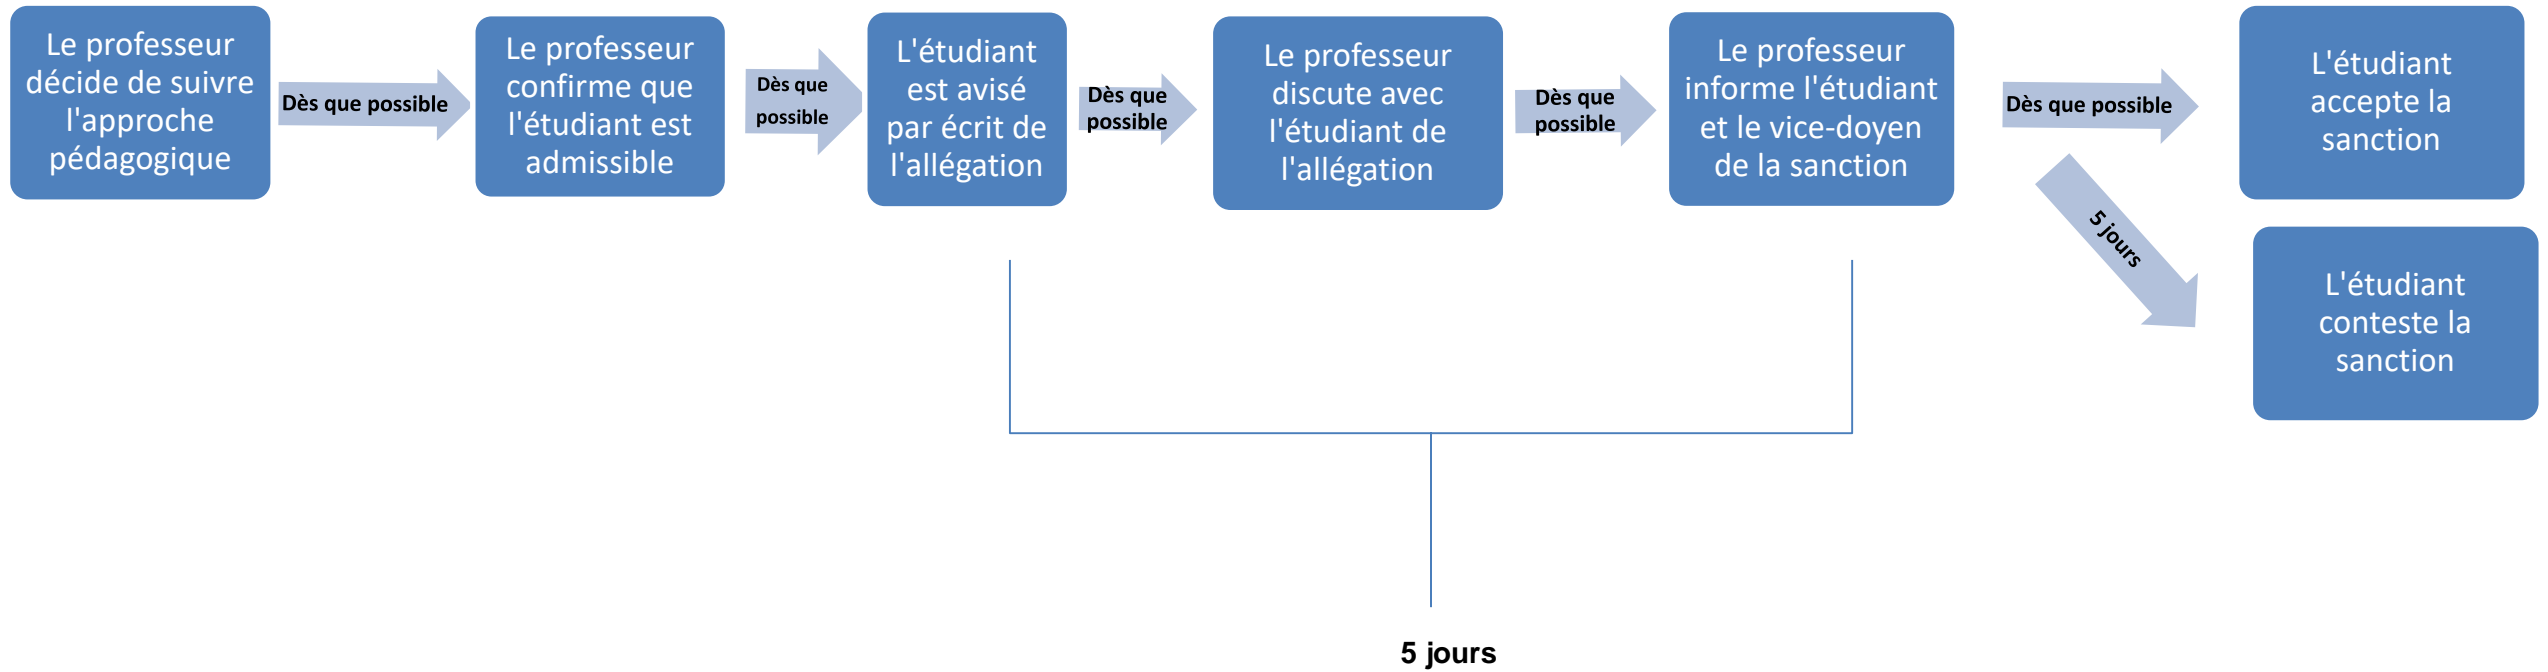 Le professeur
décide de suivre
l'approche
pédagogique
Dès que possible
Le professeur
confirme que
l'étudiant est
admissible
Dès que
possible
L'étudiant
est avisé
par écrit de
l'allégation
Dès que
possible
Le professeur
discute avec
l'étudiant de
l'allégation
Dès que
possible
Le professeur
informe l'étudiant
et le vice-doyen
de la sanction
Dès que possible
L'étudiant
accepte la
sanction
5 jours
L'étudiant
conteste la
sanction
5 jours